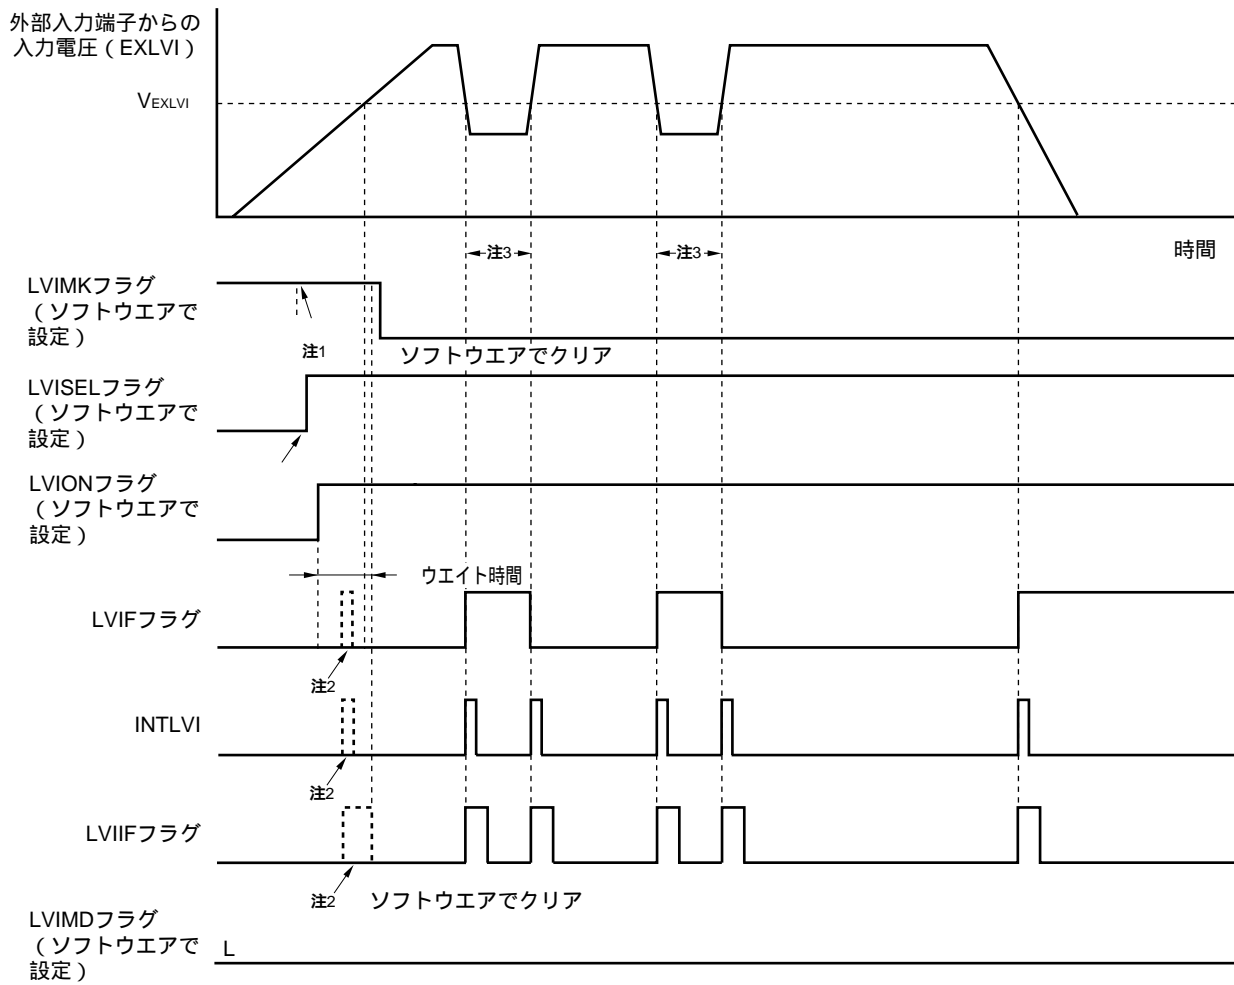 外部入力端子からの
入力電圧（EXLVI）
VEXLVI
注3
注3
時間
LVIMKフラグ
（ソフトウエアで
設定）
注1
ソフトウエアでクリア
LVISELフラグ
（ソフトウエアで
設定）
LVIONフラグ
（ソフトウエアで
設定）
ウエイト時間
LVIFフラグ
注2
INTLVI
注2
LVIIFフラグ
注2
ソフトウエアでクリア
LVIMDフラグ
（ソフトウエアで
設定）
L